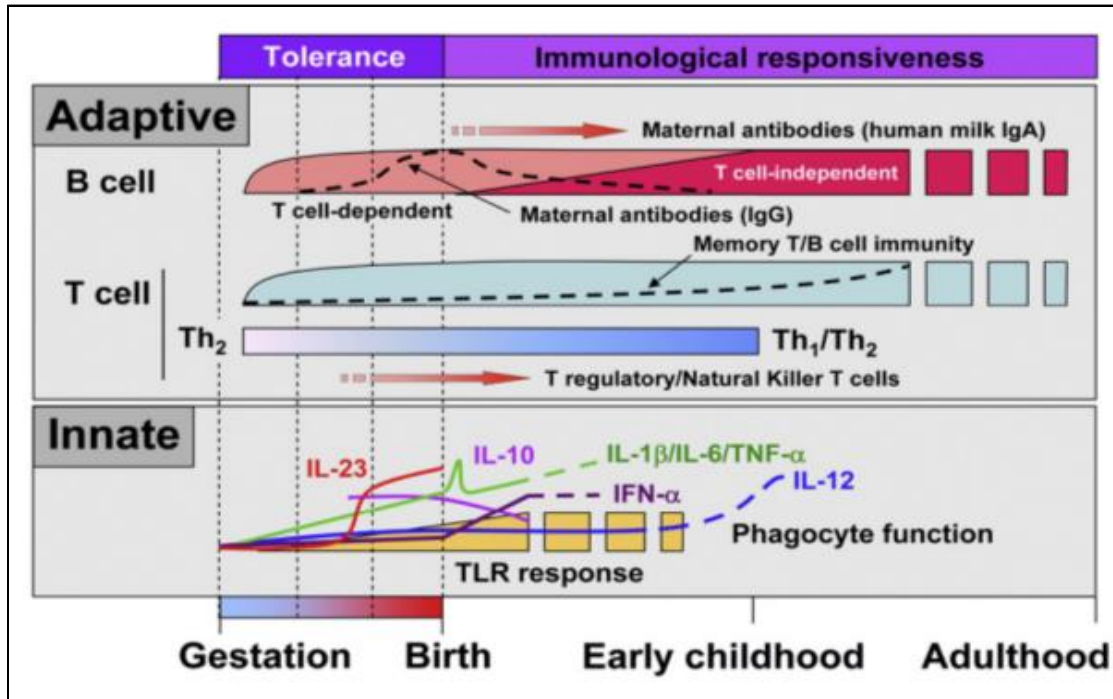 Tolerance
Immunological responsiveness
Adaptive
Maternal antibodies (human milk IgA)
B cell
T cell-independent
T cell-dependent
Maternal antibodies (IgG)
Memory T/B cell immunity
T cell
Th₂
Th₁/Th₂
T regulatory/Natural Killer T cells
Innate
IL-23
IL-10
IL-1β/IL-6/TNF-α
IL-12
IFN-α
Phagocyte function
TLR response
Gestation
Birth
Early childhood
Adulthood